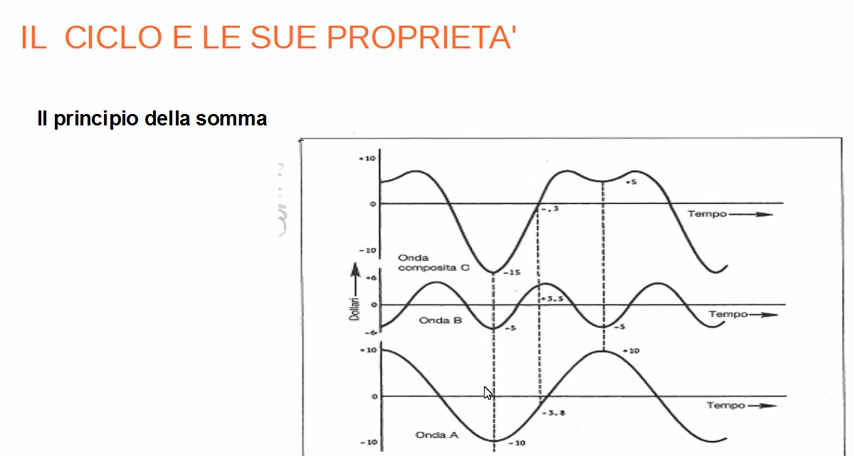 IL CICLO E LE SUE PROPRIETA'
Il principio della somma
+10
+5
0
Tempo
-.3
-10
Onda
composita C
-15
+6
0
+3.5
Tempo
Dollari
Onda B
-5
-5
-6
+10
+10
0
Tempo
-3.8
Onda A
-10
-10